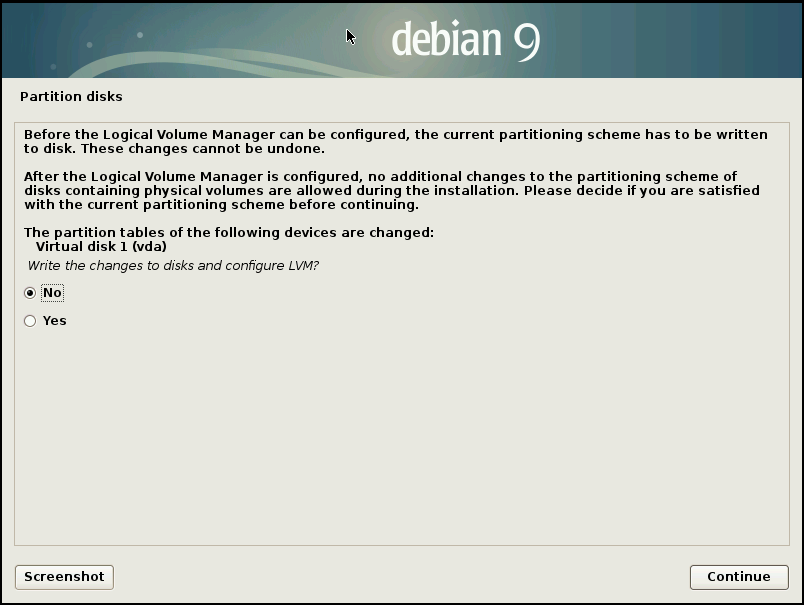 debian 9
Partition disks
Before the Logical Volume Manager can be configured, the current partitioning scheme has to be written
to disk. These changes cannot be undone.
After the Logical Volume Manager is configured, no additional changes to the partitioning scheme of
disks containing physical volumes are allowed during the installation. Please decide if you are satisfied
with the current partitioning scheme before continuing.
The partition tables of the following devices are changed:
Virtual disk 1 (vda)
Write the changes to disks and configure LVM?
No
Yes
Screenshot
Continue